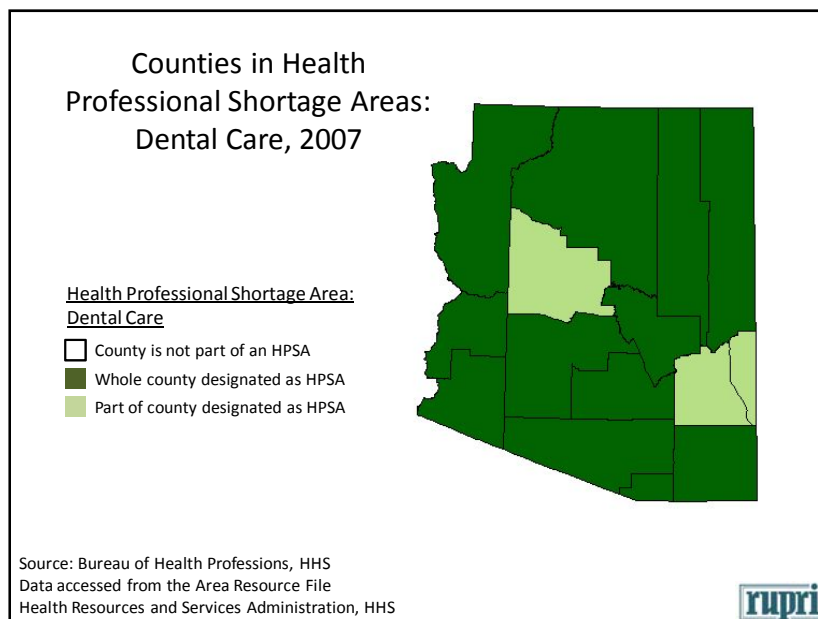 Counties in Health
Professional Shortage Areas:
Dental Care, 2007
Health Professional Shortage Area:
Dental Care
County is not part of an HPSA
Whole county designated as HPSA
Part of county designated as HPSA
Source: Bureau of Health Professions, HHS
Data accessed from the Area Resource File
Health Resources and Services Administration, HHS
rupri